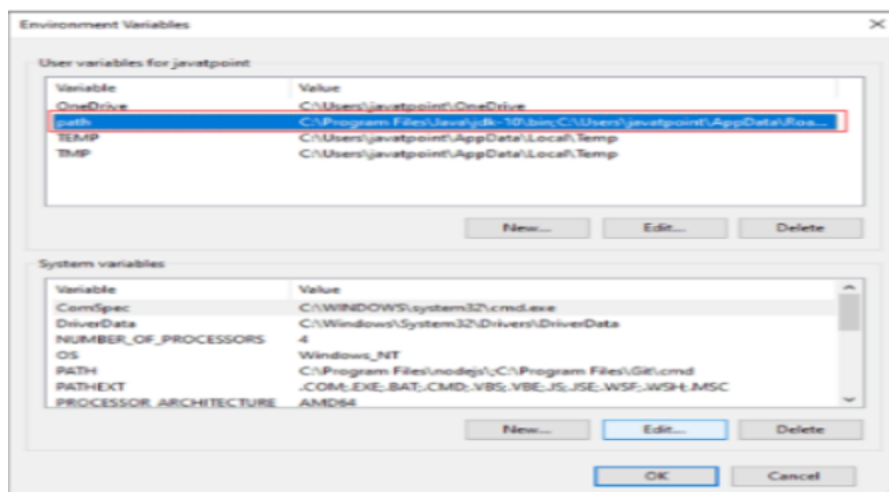 Environment Variables
User variables for javatpoint
Variable Value
OneDrive C:\Users\javatpoint\OneDrive
path C:\Program Files\Java\jdk-10\bin;C:\Users\javatpoint\AppData\Roa...
TEMP C:\Users\javatpoint\AppData\Local\Temp
TMP C:\Users\javatpoint\AppData\Local\Temp
New... Edit... Delete
System variables
Variable Value
ComSpec C:\WINDOWS\system32\cmd.exe
DriverData C:\Windows\System32\Drivers\DriverData
NUMBER_OF_PROCESSORS 4
OS Windows_NT
PATH C:\Program Files\nodejs\;C:\Program Files\Git\cmd
PATHEXT .COM;.EXE;.BAT;.CMD;.VBS;.VBE;.JS;.JSE;.WSF;.WSH;.MSC
PROCESSOR_ARCHITECTURE AMD64
New... Edit... Delete
OK Cancel